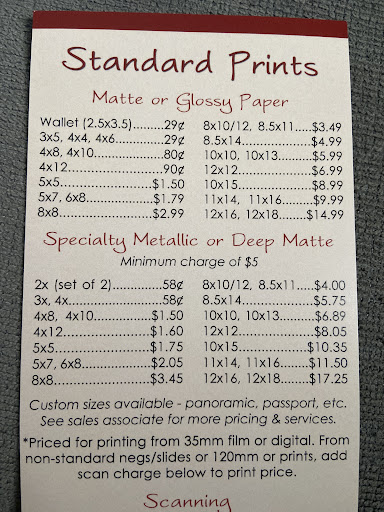 Standard Prints
Matte or Glossy Paper
Wallet (2.5x3.5).........29¢ 8x10/12, 8.5x11.....$3.49
3x5, 4x4, 4x6..............29¢ 8.5x14.....................$4.99
4x8, 4x10....................80¢ 10x10, 10x13.........$5.99
4x12............................90¢ 12x12......................$6.99
5x5...........................$1.50 10x15......................$8.99
5x7, 6x8...................$1.79 11x14, 11x16........$9.99
8x8...........................$2.99 12x16, 12x18.......$14.99
Specialty Metallic or Deep Matte
Minimum charge of $5
2x (set of 2)...............58¢ 8x10/12, 8.5x11.....$4.00
3x, 4x..........................58¢ 8.5x14.....................$5.75
4x8, 4x10................$1.50 10x10, 10x13.........$6.89
4x12.........................$1.60 12x12......................$8.05
5x5...........................$1.75 10x15....................$10.35
5x7, 6x8...................$2.05 11x14, 11x16......$11.50
8x8...........................$3.45 12x16, 12x18.......$17.25
Custom sizes available - panoramic, passport, etc.
See sales associate for more pricing & services.
*Priced for printing from 35mm film or digital. From
non-standard negs/slides or 120mm or prints, add
scan charge below to print price.
Scanning